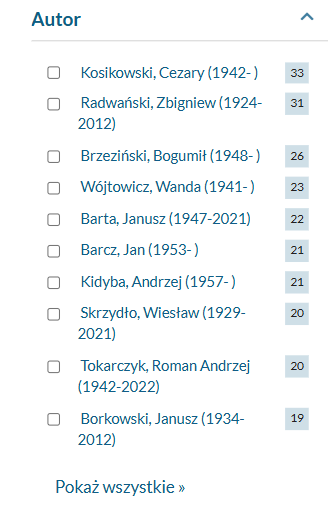 Autor
Kosikowski, Cezary (1942- ) 33
Radwański, Zbigniew (1924- 31
2012)
Brzeziński, Bogumił (1948- ) 26
Wójtowicz, Wanda (1941- ) 23
Barta, Janusz (1947-2021) 22
Barcz, Jan (1953- ) 21
Kidyba, Andrzej (1957- ) 21
Skrzydło, Wiesław (1929- 20
2021)
Tokarczyk, Roman Andrzej 20
(1942-2022)
Borkowski, Janusz (1934- 19
2012)
Pokaż wszystkie »